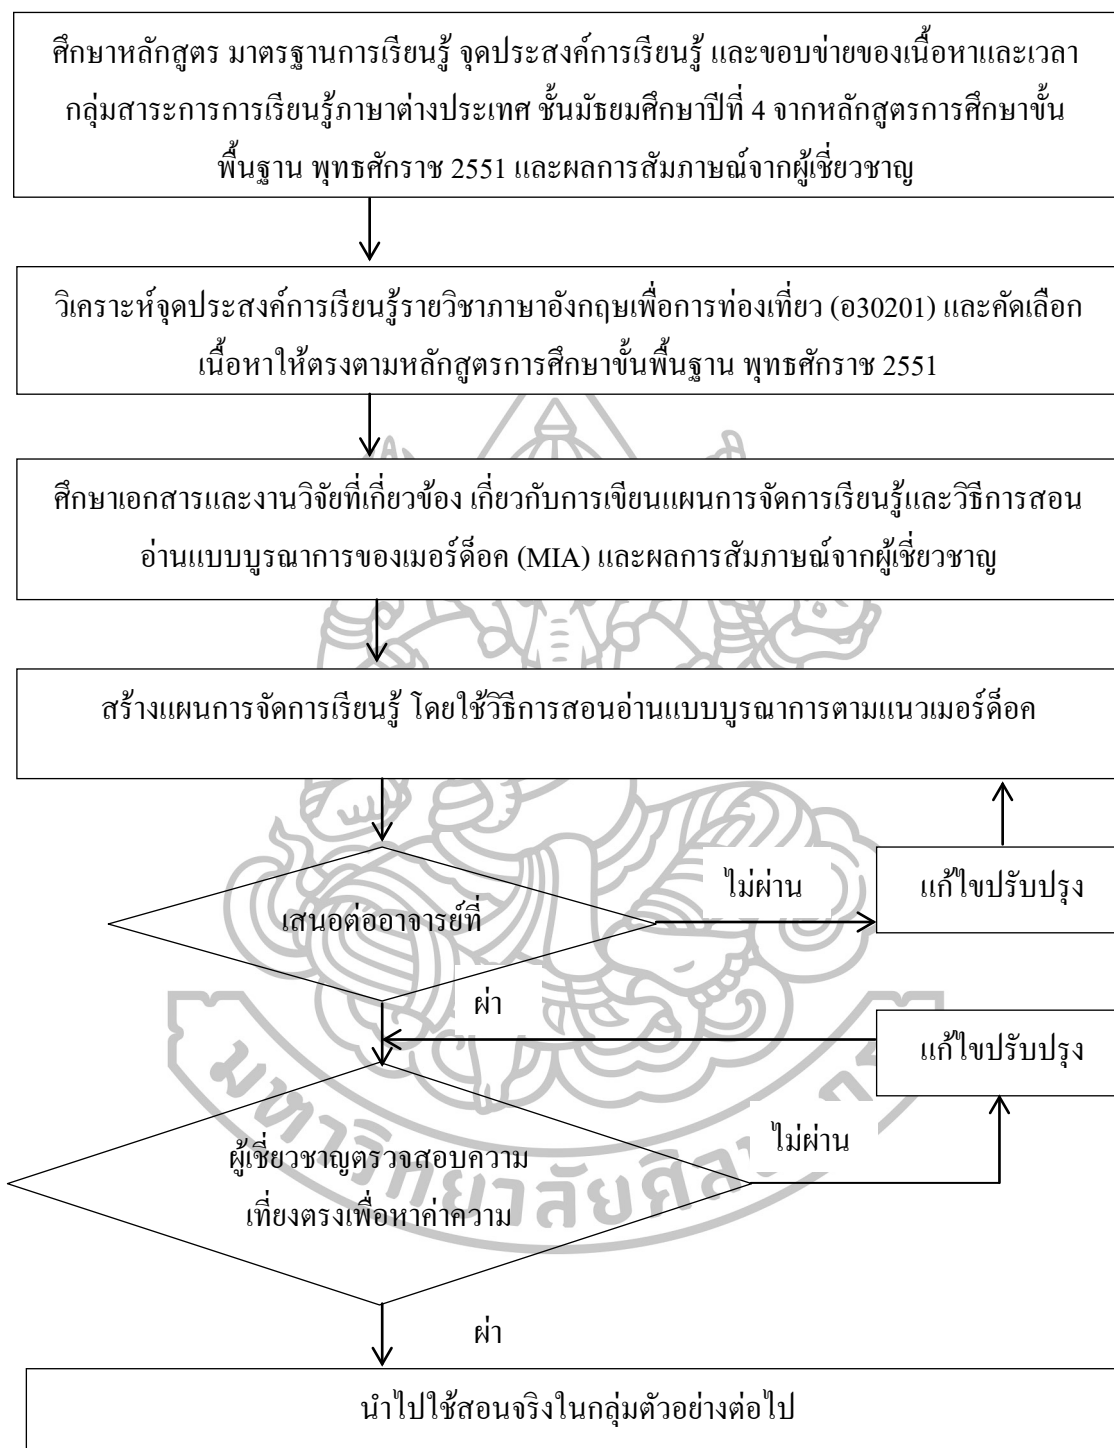 ศึกษาหลักสูตร มาตรฐานการเรียนรู้ จุดประสงค์การเรียนรู้ และขอบข่ายของเนื้อหาและเวลา
กลุ่มสาระการการเรียนรู้ภาษาต่างประเทศ ชั้นมัธยมศึกษาปีที่ 4 จากหลักสูตรการศึกษาขั้น
พื้นฐาน พุทธศักราช 2551 และผลการสัมภาษณ์จากผู้เชี่ยวชาญ
วิเคราะห์จุดประสงค์การเรียนรู้รายวิชาภาษาอังกฤษเพื่อการท่องเที่ยว (อ30201) และคัดเลือก
เนื้อหาให้ตรงตามหลักสูตรการศึกษาขั้นพื้นฐาน พุทธศักราช 2551
ศึกษาเอกสารและงานวิจัยที่เกี่ยวข้อง เกี่ยวกับการเขียนแผนการจัดการเรียนรู้และวิธีการสอน
อ่านแบบบูรณาการของเมอร์ด็อค (MIA) และผลการสัมภาษณ์จากผู้เชี่ยวชาญ
สร้างแผนการจัดการเรียนรู้ โดยใช้วิธีการสอนอ่านแบบบูรณาการตามแนวเมอร์ด็อค
ไม่ผ่าน
แก้ไขปรับปรุง
เสนอต่ออาจารย์ที่
ผ่า
แก้ไขปรับปรุง
ไม่ผ่าน
ผู้เชี่ยวชาญตรวจสอบความ
เที่ยงตรงเพื่อหาค่าความ
ผ่า
นำไปใช้สอนจริงในกลุ่มตัวอย่างต่อไป